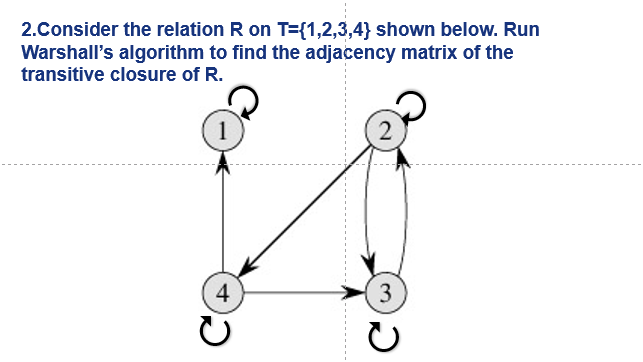 2.Consider the relation R on T={1,2,3,4} shown below. Run
Warshall's algorithm to find the adjacency matrix of the
transitive closure of R.
1
2
4
3